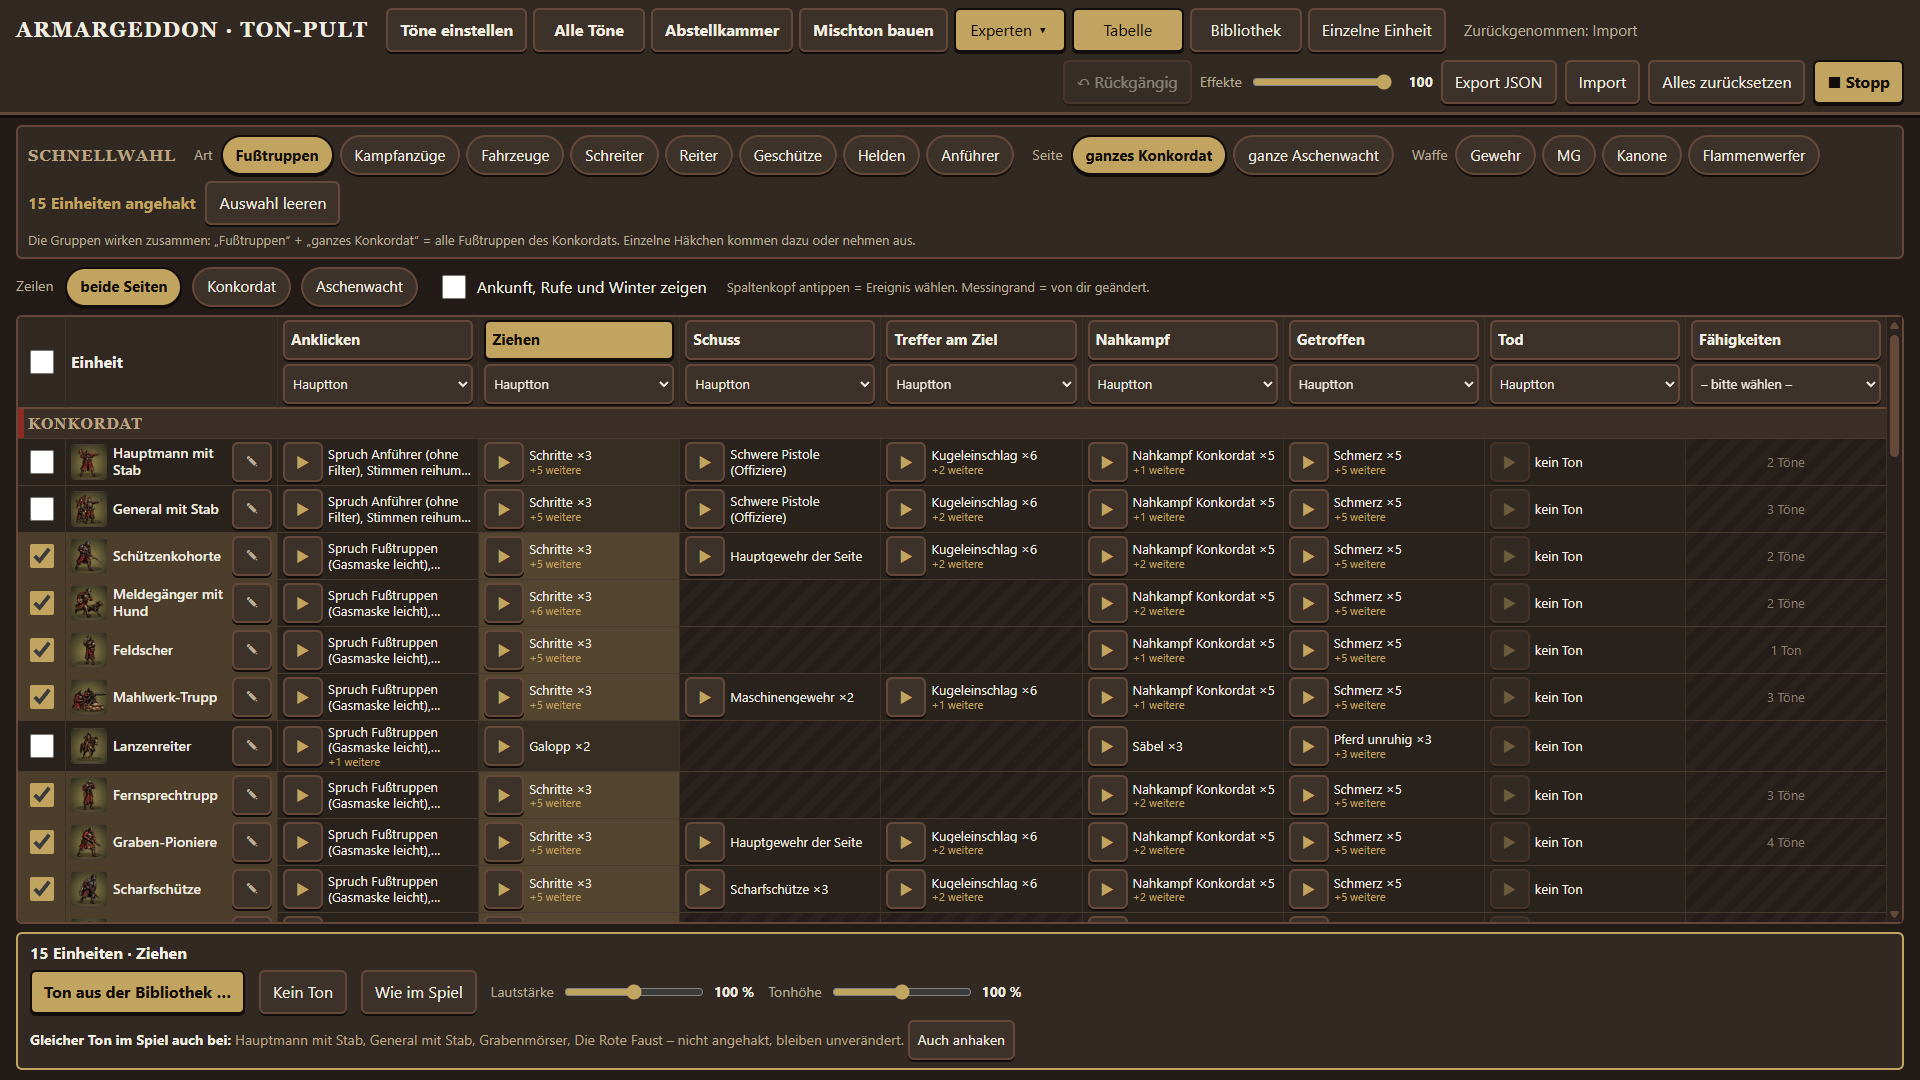 ARMARGEDDON · TON-PULT
Töne einstellen
Alle Töne
Abstellkammer
Mischton bauen
Experten ▾
Tabelle
Bibliothek
Einzelne Einheit
Zurückgenommen: Import
Rückgängig
Effekte
100
Export JSON
Import
Alles zurücksetzen
■ Stopp
SCHNELLWAHL
Art
Fußtruppen
Kampfanzüge
Fahrzeuge
Schreiter
Reiter
Geschütze
Helden
Anführer
Seite
ganzes Konkordat
ganze Aschenwacht
Waffe
Gewehr
MG
Kanone
Flammenwerfer
15 Einheiten angehakt
Auswahl leeren
Die Gruppen wirken zusammen: „Fußtruppen“ + „ganzes Konkordat“ = alle Fußtruppen des Konkordats. Einzelne Häkchen kommen dazu oder nehmen aus.
Zeilen
beide Seiten
Konkordat
Aschenwacht
Ankunft, Rufe und Winter zeigen
Spaltenkopf antippen = Ereignis wählen. Messingrand = von dir geändert.
Einheit
Anklicken
Ziehen
Schuss
Treffer am Ziel
Nahkampf
Getroffen
Tod
Fähigkeiten
Hauptton
Hauptton
Hauptton
Hauptton
Hauptton
Hauptton
Hauptton
– bitte wählen –
KONKORDAT
Hauptmann mit
Stab
Spruch Anführer (ohne
Filter), Stimmen reihum...
Schritte ×3
+5 weitere
Schwere Pistole
(Offiziere)
Kugeleinschlag ×6
+2 weitere
Nahkampf Konkordat ×5
+1 weitere
Schmerz ×5
+5 weitere
kein Ton
2 Töne
General mit Stab
Spruch Anführer (ohne
Filter), Stimmen reihum...
Schritte ×3
+5 weitere
Schwere Pistole
(Offiziere)
Kugeleinschlag ×6
+2 weitere
Nahkampf Konkordat ×5
+1 weitere
Schmerz ×5
+5 weitere
kein Ton
3 Töne
Schützenkohorte
Spruch Fußtruppen
(Gasmaske leicht),...
Schritte ×3
+5 weitere
Hauptgewehr der Seite
Kugeleinschlag ×6
+2 weitere
Nahkampf Konkordat ×5
+2 weitere
Schmerz ×5
+5 weitere
kein Ton
2 Töne
Meldegänger mit
Hund
Spruch Fußtruppen
(Gasmaske leicht),...
Schritte ×3
+6 weitere
Nahkampf Konkordat ×5
+2 weitere
Schmerz ×5
+5 weitere
kein Ton
2 Töne
Feldscher
Spruch Fußtruppen
(Gasmaske leicht),...
Schritte ×3
+5 weitere
Nahkampf Konkordat ×5
+1 weitere
Schmerz ×5
+5 weitere
kein Ton
1 Ton
Mahlwerk-Trupp
Spruch Fußtruppen
(Gasmaske leicht),...
Schritte ×3
+5 weitere
Maschinengewehr ×2
Kugeleinschlag ×6
+1 weitere
Nahkampf Konkordat ×5
+1 weitere
Schmerz ×5
+5 weitere
kein Ton
3 Töne
Lanzenreiter
Spruch Fußtruppen
(Gasmaske leicht),...
+1 weitere
Galopp ×2
Säbel ×3
Pferd unruhig ×3
+3 weitere
kein Ton
Fernsprechtrupp
Spruch Fußtruppen
(Gasmaske leicht),...
Schritte ×3
+5 weitere
Nahkampf Konkordat ×5
+2 weitere
Schmerz ×5
+5 weitere
kein Ton
3 Töne
Graben-Pioniere
Spruch Fußtruppen
(Gasmaske leicht),...
Schritte ×3
+5 weitere
Hauptgewehr der Seite
Kugeleinschlag ×6
+2 weitere
Nahkampf Konkordat ×5
+2 weitere
Schmerz ×5
+5 weitere
kein Ton
4 Töne
Scharfschütze
Spruch Fußtruppen
(Gasmaske leicht),...
Schritte ×3
+5 weitere
Scharfschütze ×3
Kugeleinschlag ×6
+2 weitere
Nahkampf Konkordat ×5
+2 weitere
Schmerz ×5
+5 weitere
kein Ton
15 Einheiten · Ziehen
Ton aus der Bibliothek ...
Kein Ton
Wie im Spiel
Lautstärke
100 %
Tonhöhe
100 %
Gleicher Ton im Spiel auch bei: Hauptmann mit Stab, General mit Stab, Grabenmörser, Die Rote Faust – nicht angehakt, bleiben unverändert.
Auch anhaken